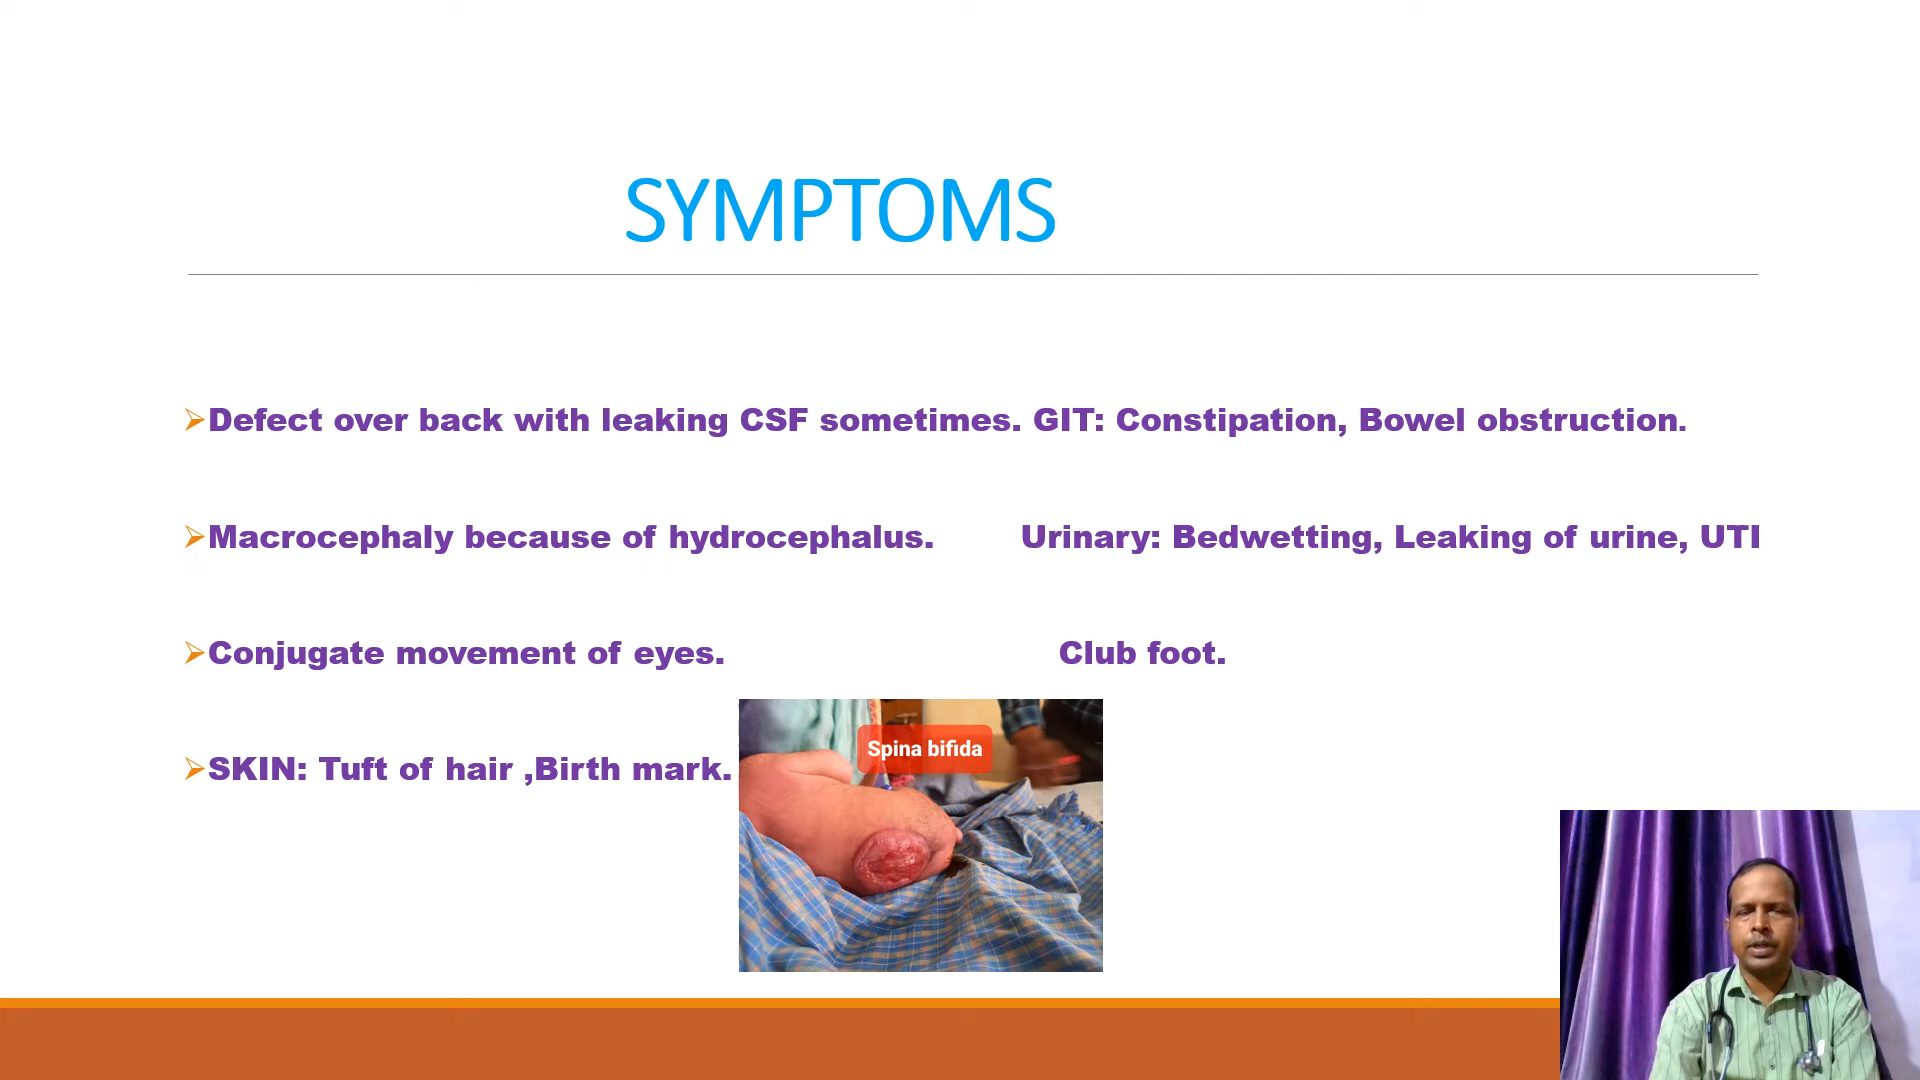 SYMPTOMS
Defect over back with leaking CSF sometimes. GIT: Constipation, Bowel obstruction.
Macrocephaly because of hydrocephalus. Urinary: Bedwetting, Leaking of urine, UTI
Conjugate movement of eyes. Club foot.
Spina bifida
SKIN: Tuft of hair ,Birth mark.